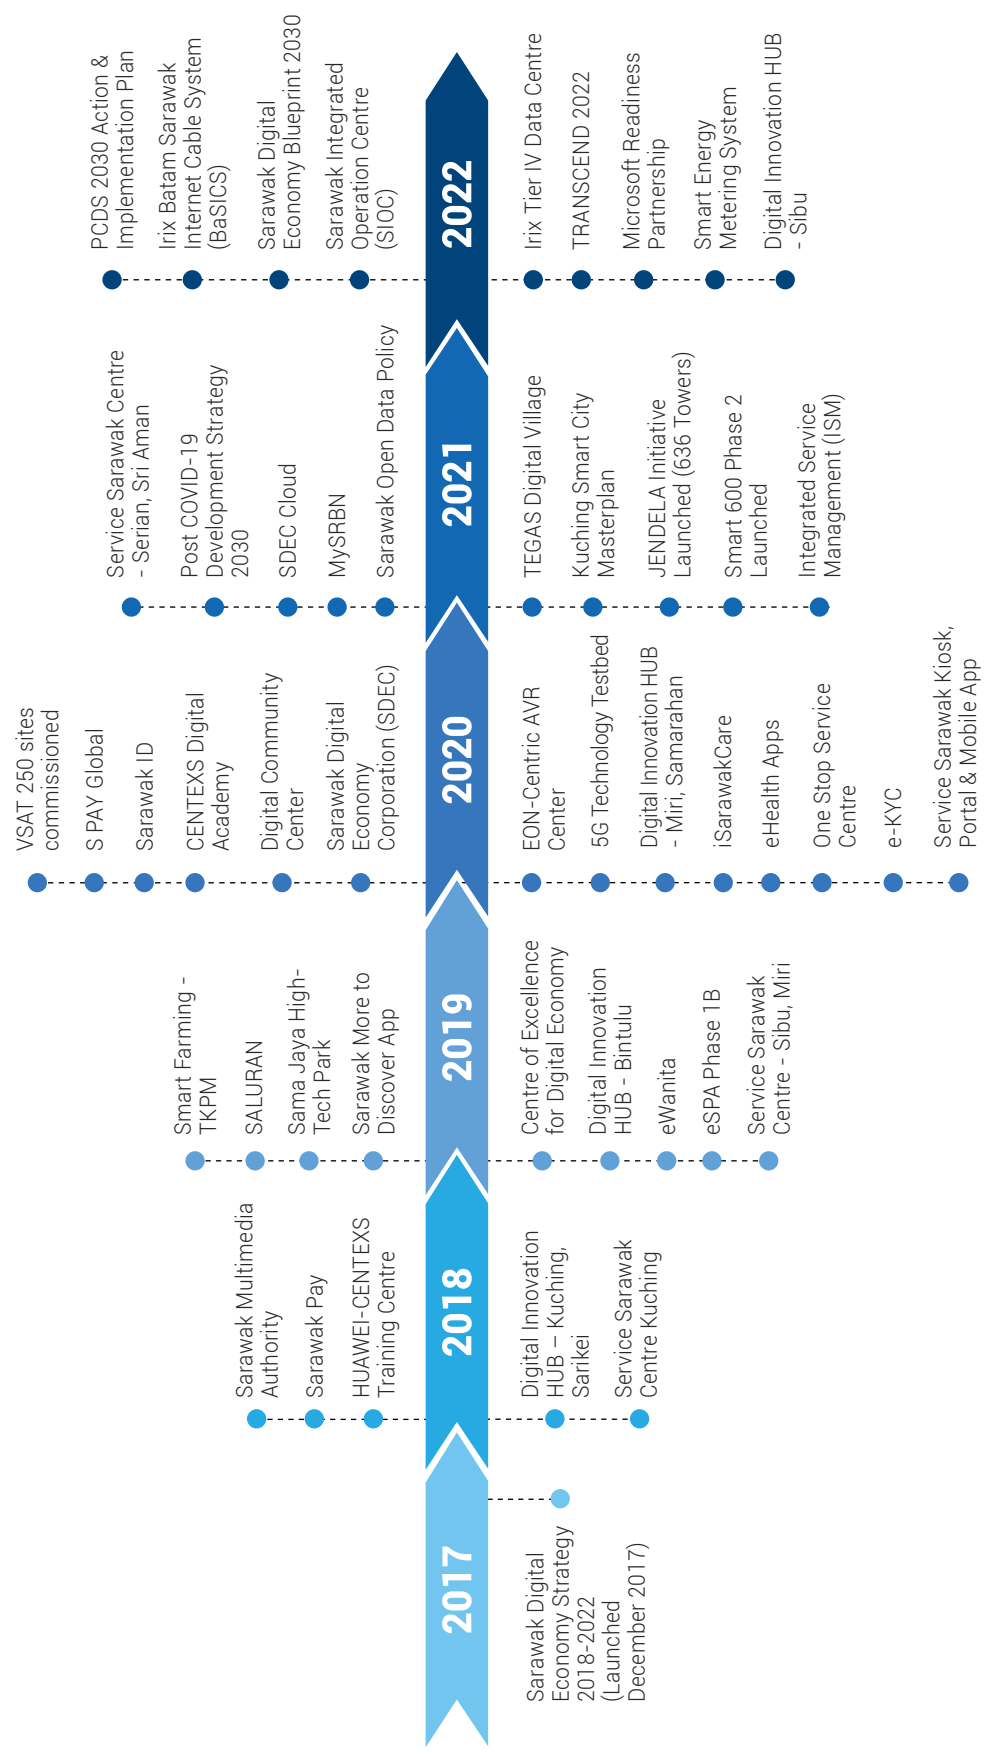 2017
Sarawak Digital
Economy Strategy
2018-2022
(Launched
December 2017)
2018
Sarawak Multimedia
Authority
Sarawak Pay
HUAWEI-CENTEXS
Training Centre
Digital Innovation
HUB – Kuching,
Sarikei
Service Sarawak
Centre Kuching
2019
Smart Farming -
TKPM
SALURAN
Sama Jaya High-
Tech Park
Sarawak More to
Discover App
Centre of Excellence
for Digital Economy
Digital Innovation
HUB - Bintulu
eWanita
eSPA Phase 1B
Service Sarawak
Centre - Sibu, Miri
2020
VSAT 250 sites
commissioned
S PAY Global
Sarawak ID
CENTEXS Digital
Academy
Digital Community
Center
Sarawak Digital
Economy
Corporation (SDEC)
EON-Centric AVR
Center
5G Technology Testbed
Digital Innovation HUB
- Miri, Samarahan
iSarawakCare
eHealth Apps
One Stop Service
Centre
e-KYC
Service Sarawak Kiosk,
Portal & Mobile App
2021
Service Sarawak Centre
- Serian, Sri Aman
Post COVID-19
Development Strategy
2030
SDEC Cloud
MySRBN
Sarawak Open Data Policy
TEGAS Digital Village
Kuching Smart City
Masterplan
JENDELA Initiative
Launched (636 Towers)
Smart 600 Phase 2
Launched
Integrated Service
Management (ISM)
2022
PCDS 2030 Action &
Implementation Plan
Irix Batam Sarawak
Internet Cable System
(BaSICS)
Sarawak Digital
Economy Blueprint 2030
Sarawak Integrated
Operation Centre
(SIOC)
Irix Tier IV Data Centre
TRANSCEND 2022
Microsoft Readiness
Partnership
Smart Energy
Metering System
Digital Innovation HUB
- Sibu